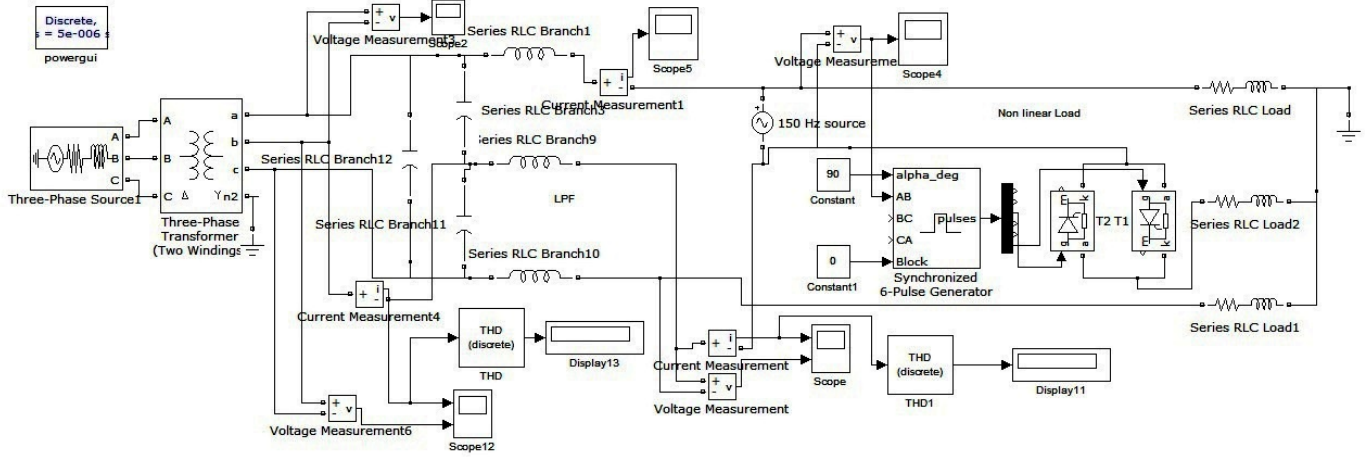 Discrete,
s = 5e-006 s
powergui
Voltage Measurement3
Scope2
Series RLC Branch1
Scope5
Current Measurement1
Voltage Measureme
Scope4
Series RLC Load
A
B
C
Three-Phase Source1
A
B
C
a
b
c
n2
Δ
Y
Three-Phase
Transformer
(Two Windings
Series RLC Branch3
Series RLC Branch9
Series RLC Branch12
LPF
Series RLC Branch11
Series RLC Branch10
150 Hz source
Non linear Load
90
Constant
0
Constant1
alpha_deg
AB
BC
CA
Block
pulses
Synchronized
6-Pulse Generator
T2 T1
m
k
g
a
g
a
m
k
Series RLC Load2
Series RLC Load1
+
-
i
Current Measurement4
THD
(discrete)
THD
Display13
+
-
v
Voltage Measurement6
Scope12
+
-
i
Current Measurement
+
-
v
Voltage Measurement
Scope
THD
(discrete)
THD1
Display11